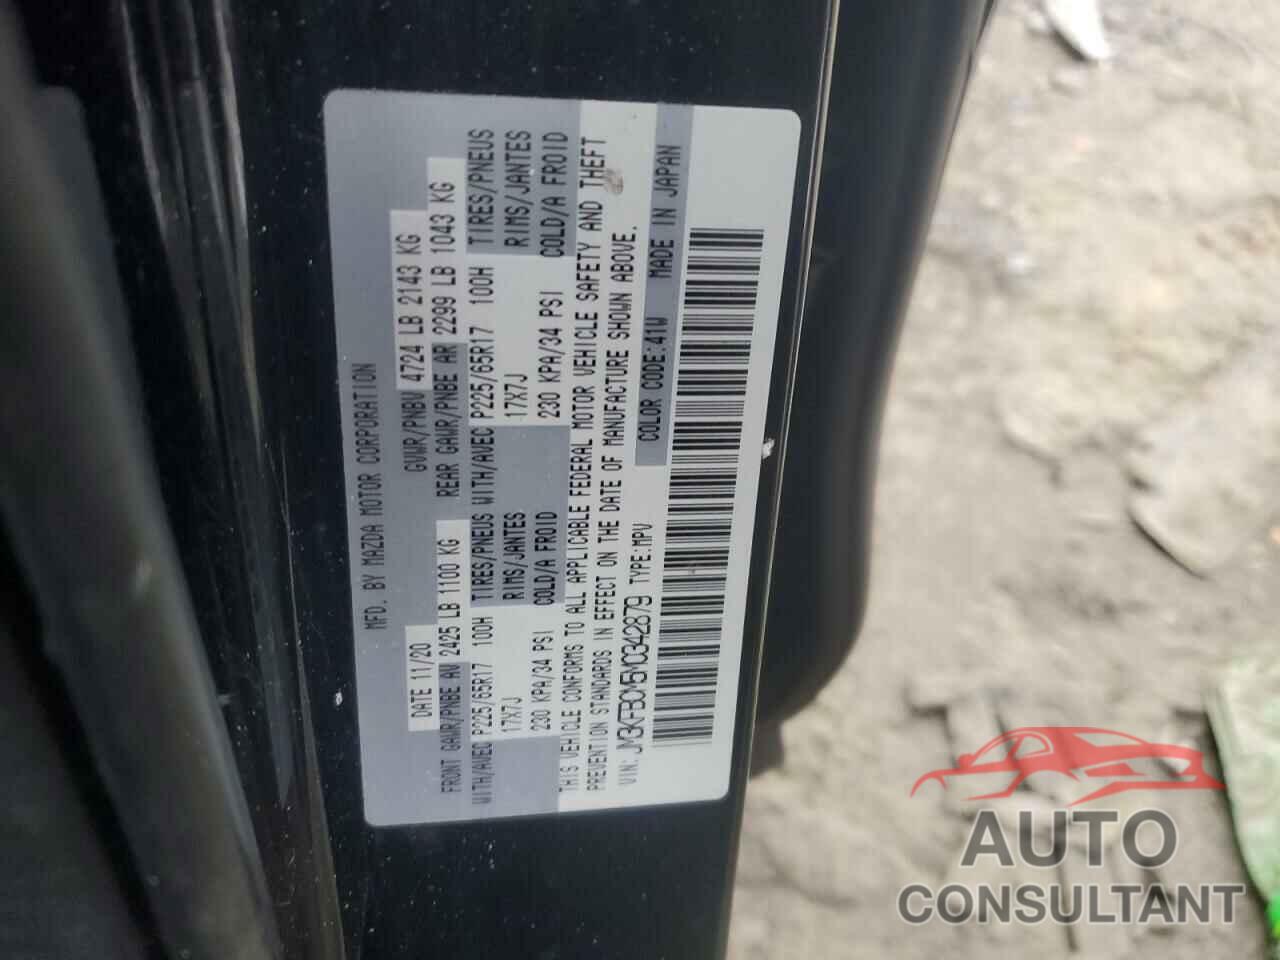 MFD. BY MAZDA MOTOR CORPORATION
DATE 11/20 GVWR/PNBV 4724 LB 2143 KG
FRONT GAWR/PNBE AV 2425 LB 1100 KG REAR GAWR/PNBE AR 2299 LB 1043 KG
WITH/AVEC P225/65R17 100H TIRES/PNEUS WITH/AVEC P225/65R17 100H TIRES/PNEUS
17X7J RIMS/JANTES 17X7J RIMS/JANTES
230 KPA/34 PSI COLD/A FROID 230 KPA/34 PSI COLD/A FROID
THIS VEHICLE CONFORMS TO ALL APPLICABLE FEDERAL MOTOR VEHICLE SAFETY AND THEFT
PREVENTION STANDARDS IN EFFECT ON THE DATE OF MANUFACTURE SHOWN ABOVE.
VIN: JM3KFBCM5M0342879 TYPE:MPV COLOR CODE:41W MADE IN JAPAN
AUTO
CONSULTANT